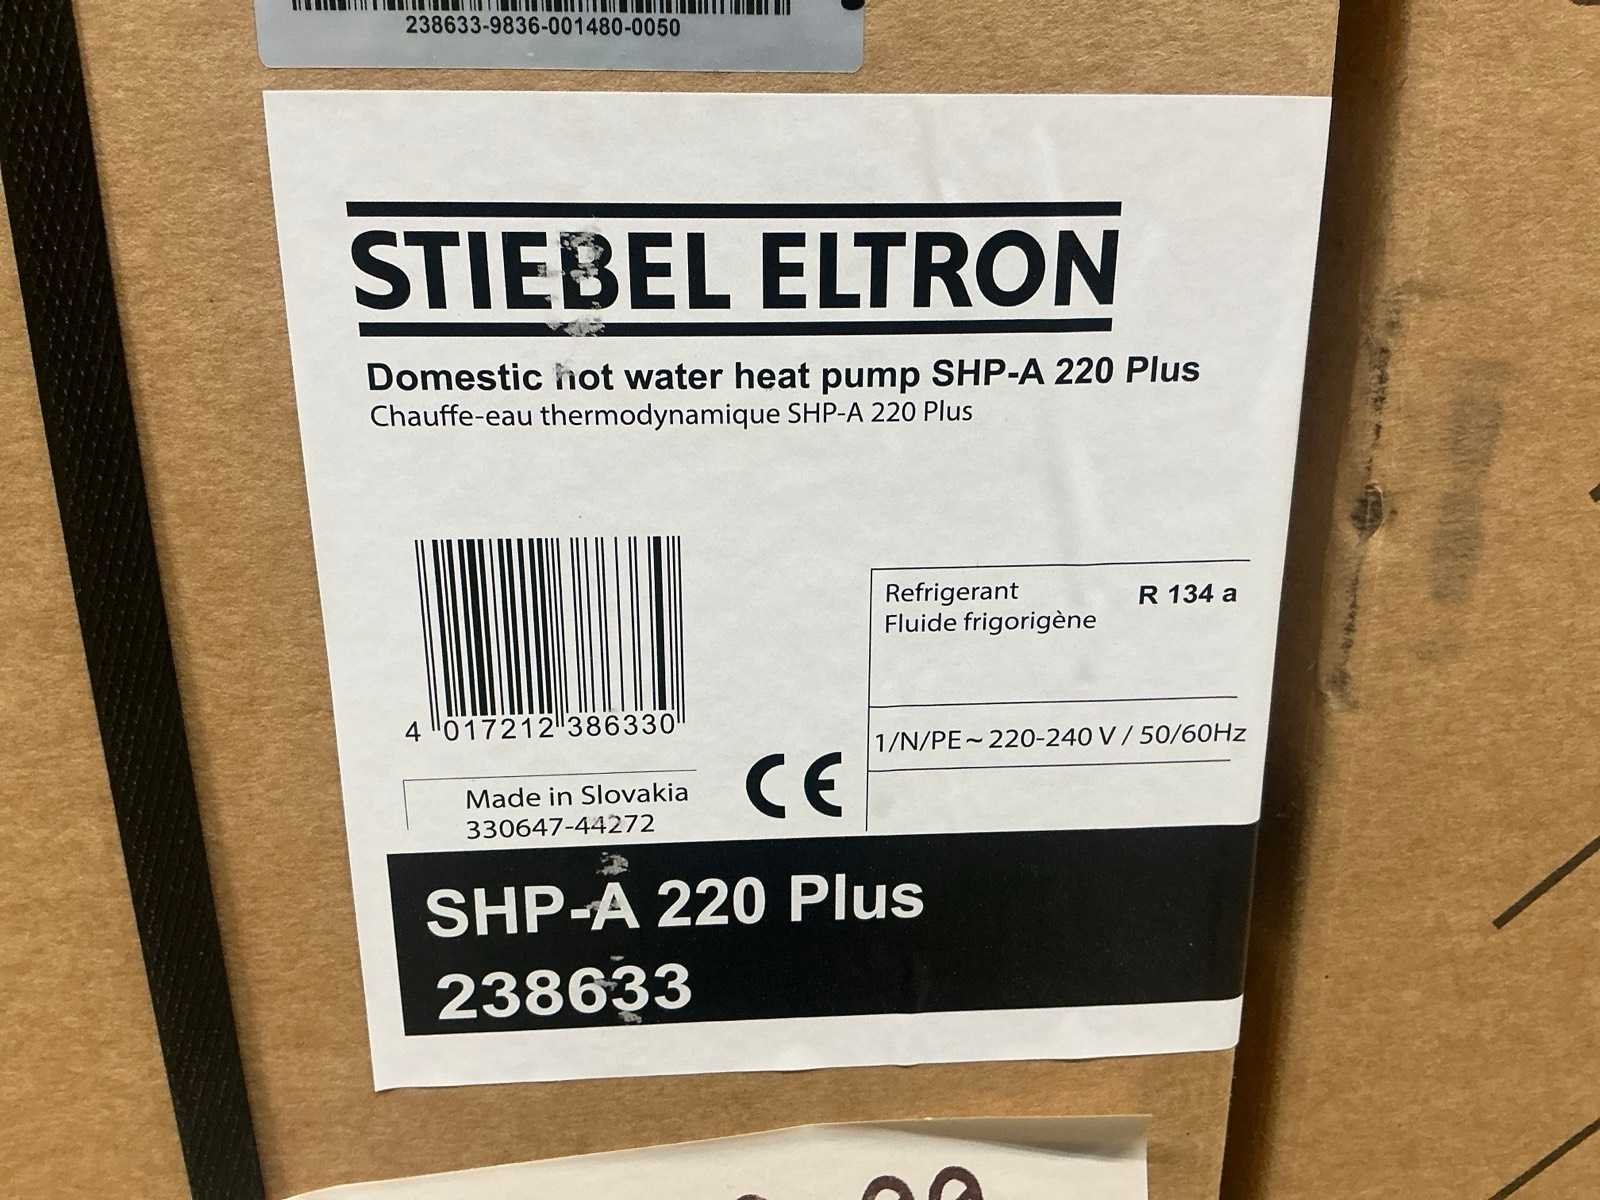 238633-9836-001480-0050
STIEBEL ELTRON
Domestic hot water heat pump SHP-A 220 Plus
Chauffe-eau thermodynamique SHP-A 220 Plus
Refrigerant R 134 a
Fluide frigorigène
4 017212 386330
1/N/PE ~ 220-240 V / 50/60Hz
CE
Made in Slovakia
330647-44272
SHP-A 220 Plus
238633